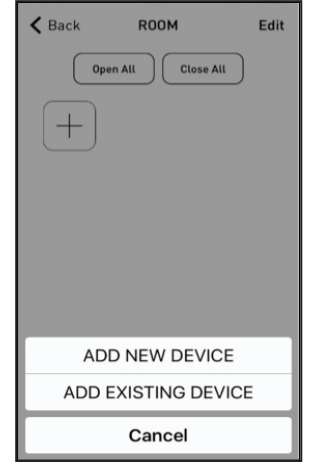 Back ROOM Edit
Open All Close All
ADD NEW DEVICE
ADD EXISTING DEVICE
Cancel